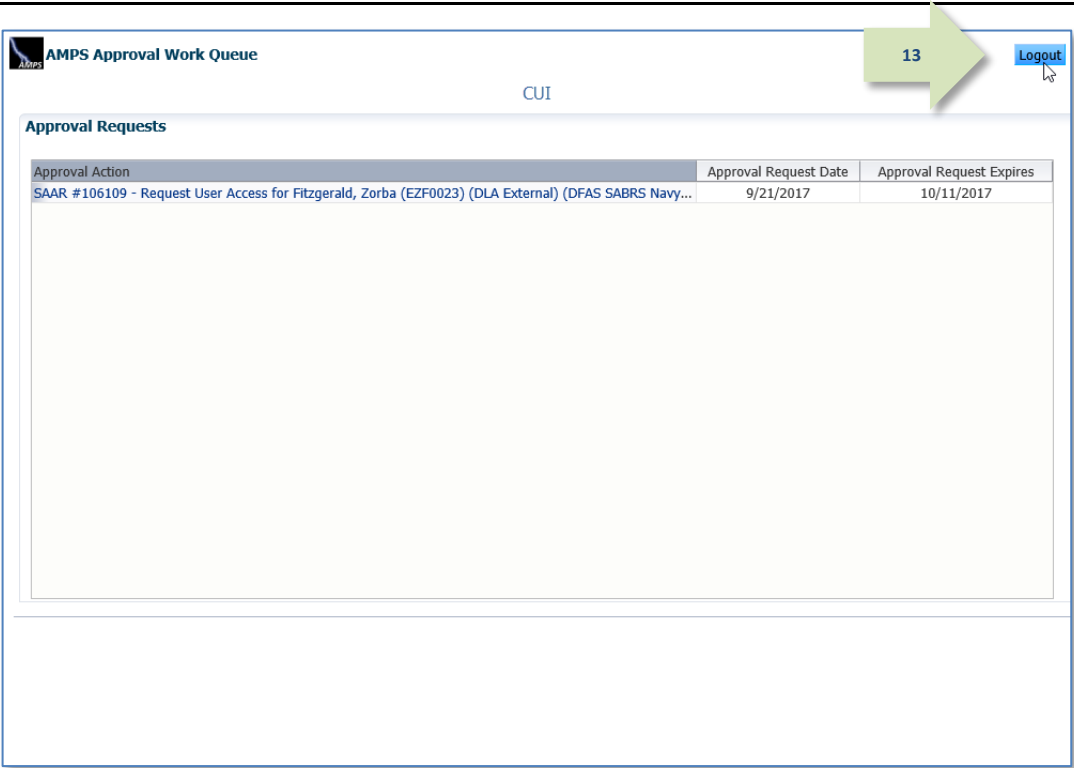 AMPS
AMPS Approval Work Queue
13
Logout
CUI
Approval Requests
Approval Action Approval Request Date Approval Request Expires
SAAR #106109 - Request User Access for Fitzgerald, Zorba (EZF0023) (DLA External) (DFAS SABRS Navy... 9/21/2017 10/11/2017